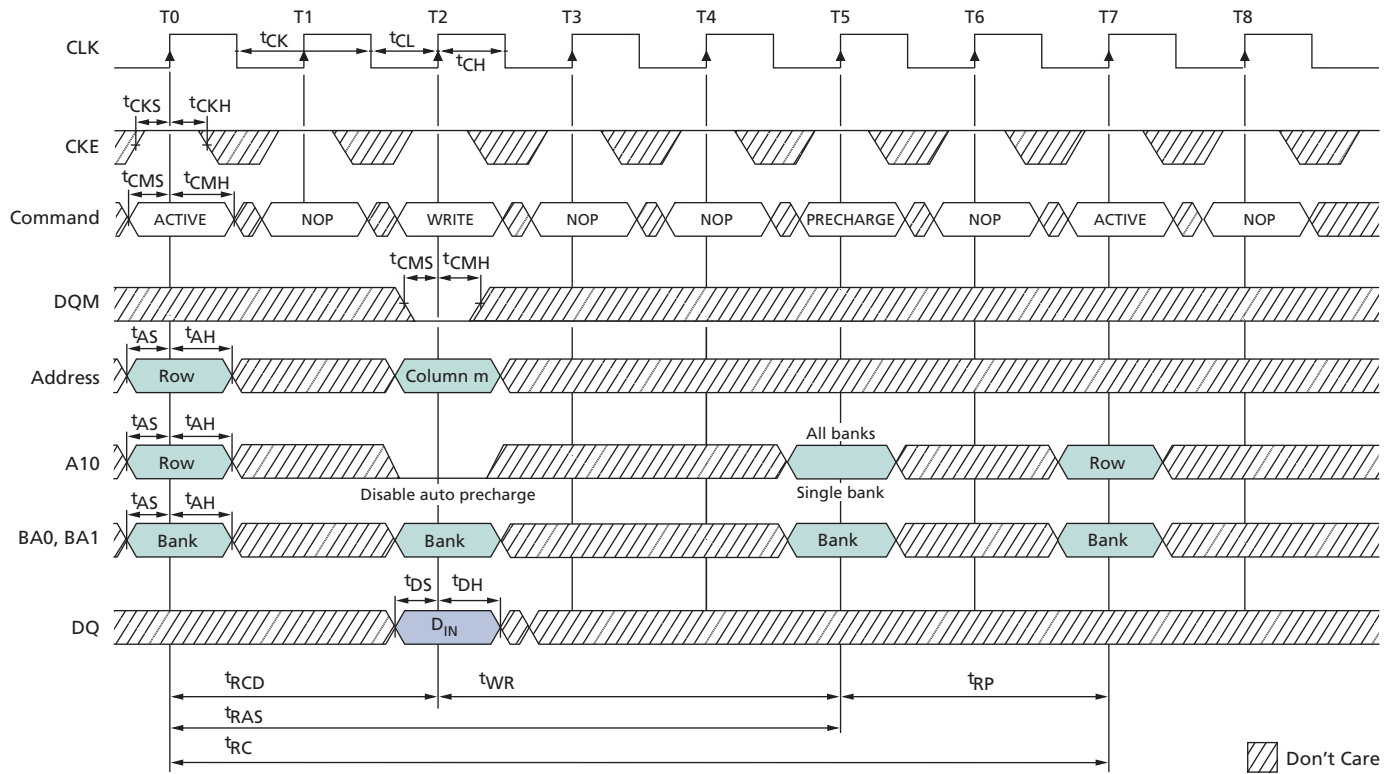 T0 T1 T2 T3 T4 T5 T6 T7 T8
CLK
tCK tCL
tCH
tCKS tCKH
CKE
tCMS tCMH
Command ACTIVE NOP WRITE NOP NOP PRECHARGE NOP ACTIVE NOP
tCMS tCMH
DQM
tAS tAH
Address Row Column m
tAS tAH
All banks
A10 Row Row
Disable auto precharge Single bank
tAS tAH
BA0, BA1 Bank Bank Bank Bank
tDS tDH
DQ DIN
tRCD tWR tRP
tRAS
tRC
Don't Care